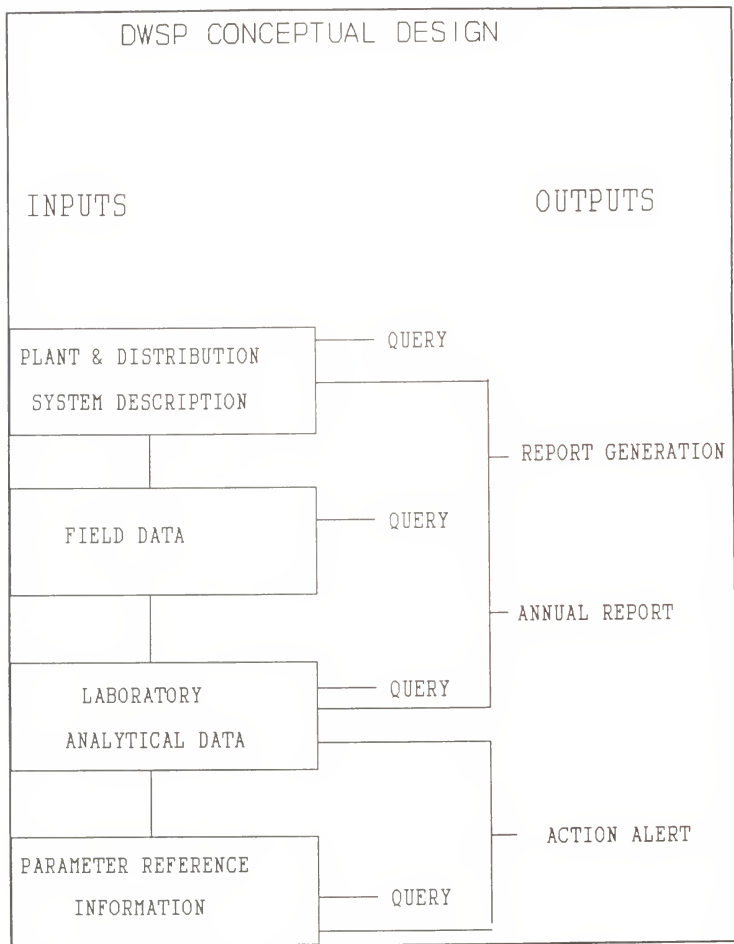 DWSP CONCEPTUAL DESIGN
INPUTS
OUTPUTS
PLANT & DISTRIBUTION
SYSTEM DESCRIPTION
QUERY
REPORT GENERATION
FIELD DATA
QUERY
ANNUAL REPORT
LABORATORY
ANALYTICAL DATA
QUERY
ACTION ALERT
PARAMETER REFERENCE
INFORMATION
QUERY